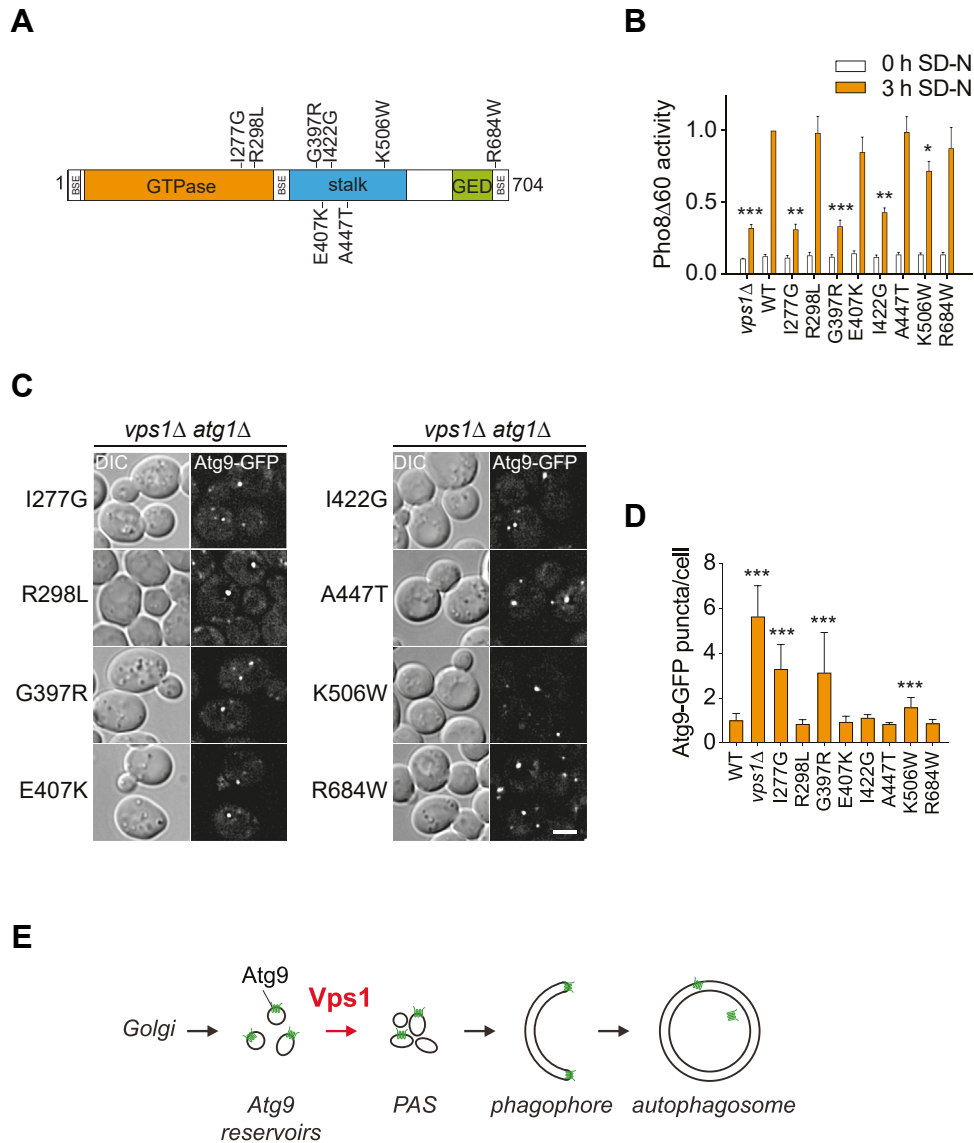 A
I277G
R298L
G397R
I422G
K506W
R684W
1
BSE
GTPase
BSE
stalk
GED
BSE
704
E407K
A447T
B
0 h SD-N
3 h SD-N
Pho8Δ60 activity
1.0
0.5
0.0
***
**
***
**
*
vps1Δ
WT
I277G
R298L
G397R
E407K
I422G
A447T
K506W
R684W
C
vps1Δ atg1Δ
DIC
Atg9-GFP
I277G
R298L
G397R
E407K
vps1Δ atg1Δ
DIC
Atg9-GFP
I422G
A447T
K506W
R684W
D
Atg9-GFP puncta/cell
8
6
4
2
0
***
***
***
***
WT
vps1Δ
I277G
R298L
G397R
E407K
I422G
A447T
K506W
R684W
E
Golgi
Atg9
Vps1
Atg9
reservoirs
PAS
phagophore
autophagosome